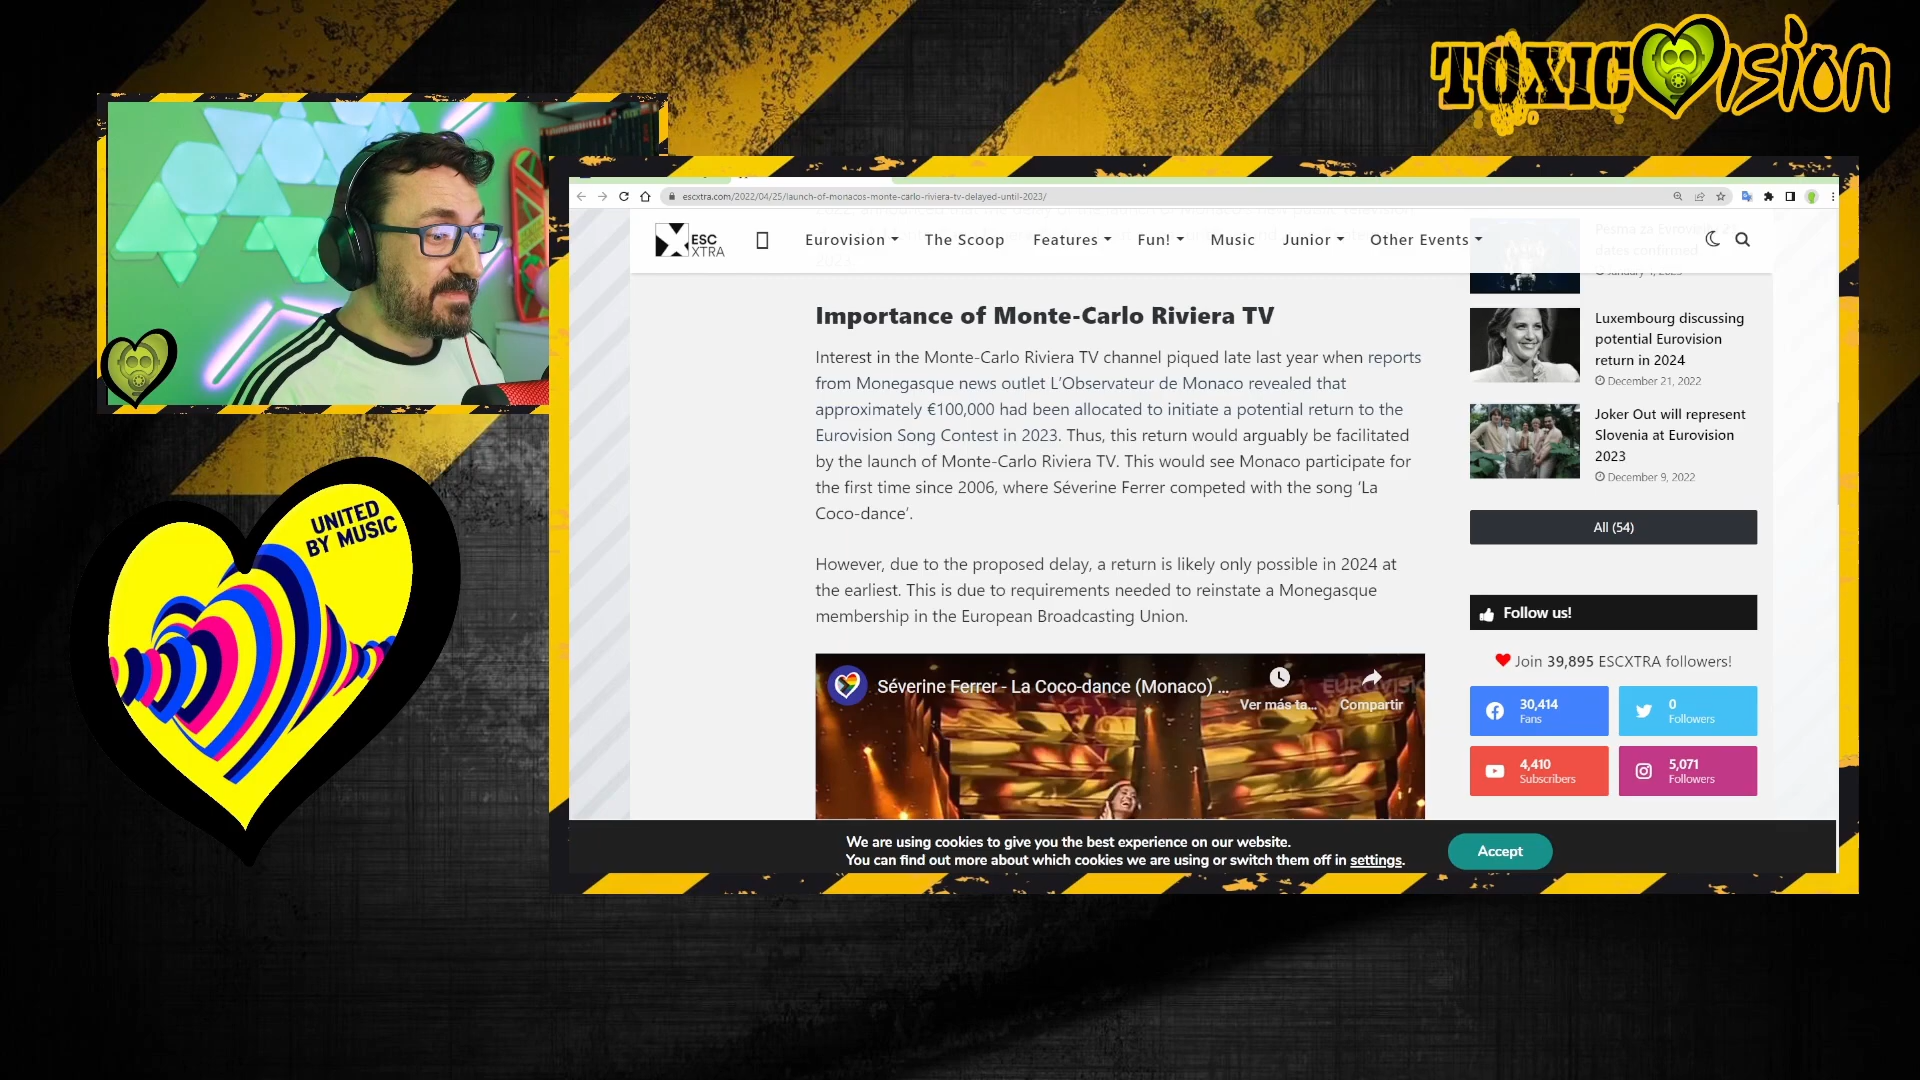 TOXIC ision
UNITED
BY MUSIC
escxtra.com/2022/04/25/launch-of-monacos-monte-carlo-riviera-tv-delayed-until-2023/
ESC
XTRA
Eurovision
The Scoop
Features
Fun!
Music
Junior
Other Events
Importance of Monte-Carlo Riviera TV
Interest in the Monte-Carlo Riviera TV channel piqued late last year when reports
from Monegasque news outlet L’Observateur de Monaco revealed that
approximately €100,000 had been allocated to initiate a potential return to the
Eurovision Song Contest in 2023. Thus, this return would arguably be facilitated
by the launch of Monte-Carlo Riviera TV. This would see Monaco participate for
the first time since 2006, where Séverine Ferrer competed with the song ‘La
Coco-dance’.
However, due to the proposed delay, a return is likely only possible in 2024 at
the earliest. This is due to requirements needed to reinstate a Monegasque
membership in the European Broadcasting Union.
Séverine Ferrer - La Coco-dance (Monaco) ...
Ver más ta...
Compartir
Pesma za Evroviziju
dates confirmed
Luxembourg discussing
potential Eurovision
return in 2024
December 21, 2022
Joker Out will represent
Slovenia at Eurovision
2023
December 9, 2022
All (54)
Follow us!
Join 39,895 ESCXTRA followers!
30,414
Fans
0
Followers
4,410
Subscribers
5,071
Followers
We are using cookies to give you the best experience on our website.
You can find out more about which cookies we are using or switch them off in settings.
Accept